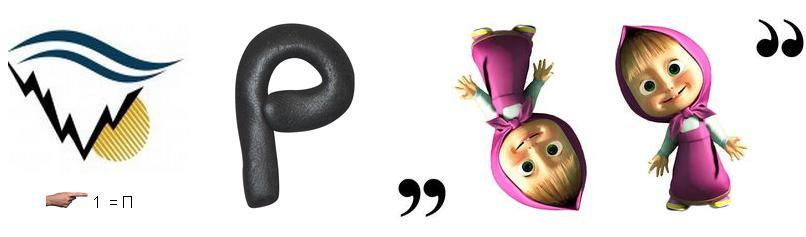 Р
,,
“
1 = П